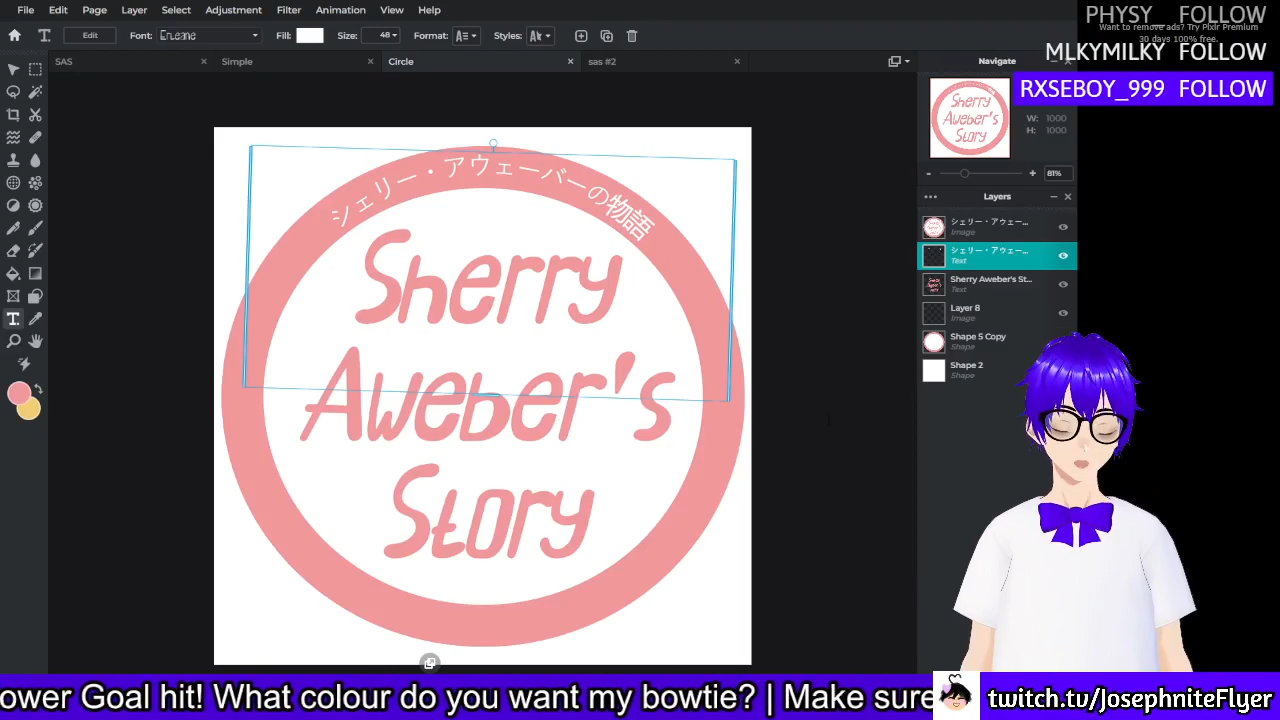 File Edit Page Layer Select Adjustment Filter Animation View Help
PHYSY_ FOLLOW
Want to remove ads? Try Pixlr Premium
30 days 100% free.
MLKYMILKY FOLLOW
RXSEBOY_999 FOLLOW
Edit Font: ErLeane Fill: Size: 48 Format: Styles:
SAS Simple Circle sas #2
Navigate
W: 1000
H: 1000
81%
Layers
シェリー・アウェー...
Image
シェリー・アウェー...
Text
Sherry Aweber's St...
Text
Layer 8
Image
Shape 5 Copy
Shape
Shape 2
Shape
シェリー・アウェーバーの物語
Sherry
Aweber's
Story
ower Goal hit! What colour do you want my bowtie? | Make sure
twitch.tv/JosephniteFlyer